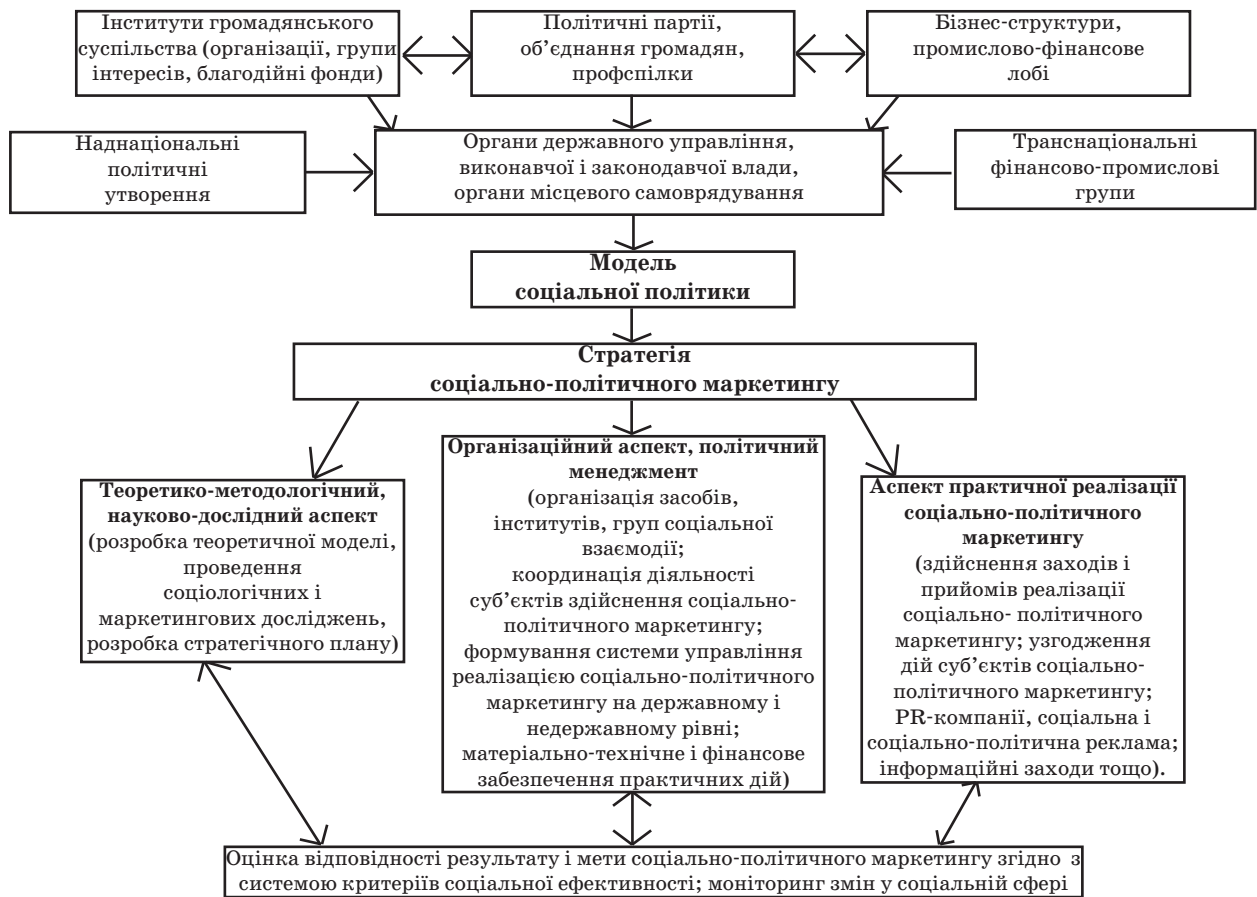 Інститути громадянського
суспільства (організації, групи
інтересів, благодійні фонди)
Політичні партії,
об’єднання громадян,
профспілки
Бізнес-структури,
промислово-фінансове
лобі
Наднаціональні
політичні
утворення
Органи державного управління,
виконавчої і законодавчої влади,
органи місцевого самоврядування
Транснаціональні
фінансово-промислові
групи
Модель
соціальної політики
Стратегія
соціально-політичного маркетингу
Теоретико-методологічний,
науково-дослідний аспект
(розробка теоретичної моделі,
проведення
соціологічних і
маркетингових досліджень,
розробка стратегічного плану)
Організаційний аспект, політичний
менеджмент
(організація засобів,
інститутів, груп соціальної
взаємодії;
координація діяльності
суб’єктів здійснення соціально-
політичного маркетингу;
формування системи управління
реалізацією соціально-політичного
маркетингу на державному і
недержавному рівні;
матеріально-технічне і фінансове
забезпечення практичних дій)
Аспект практичної реалізації
соціально-політичного
маркетингу
(здійснення заходів і
прийомів реалізації
соціально- політичного
маркетингу; узгодження
дій суб’єктів соціально-
політичного маркетингу;
PR-компанії, соціальна і
соціально-політична реклама;
інформаційні заходи тощо).
Оцінка відповідності результату і мети соціально-політичного маркетингу згідно з
системою критеріїв соціальної ефективності; моніторинг змін у соціальній сфері